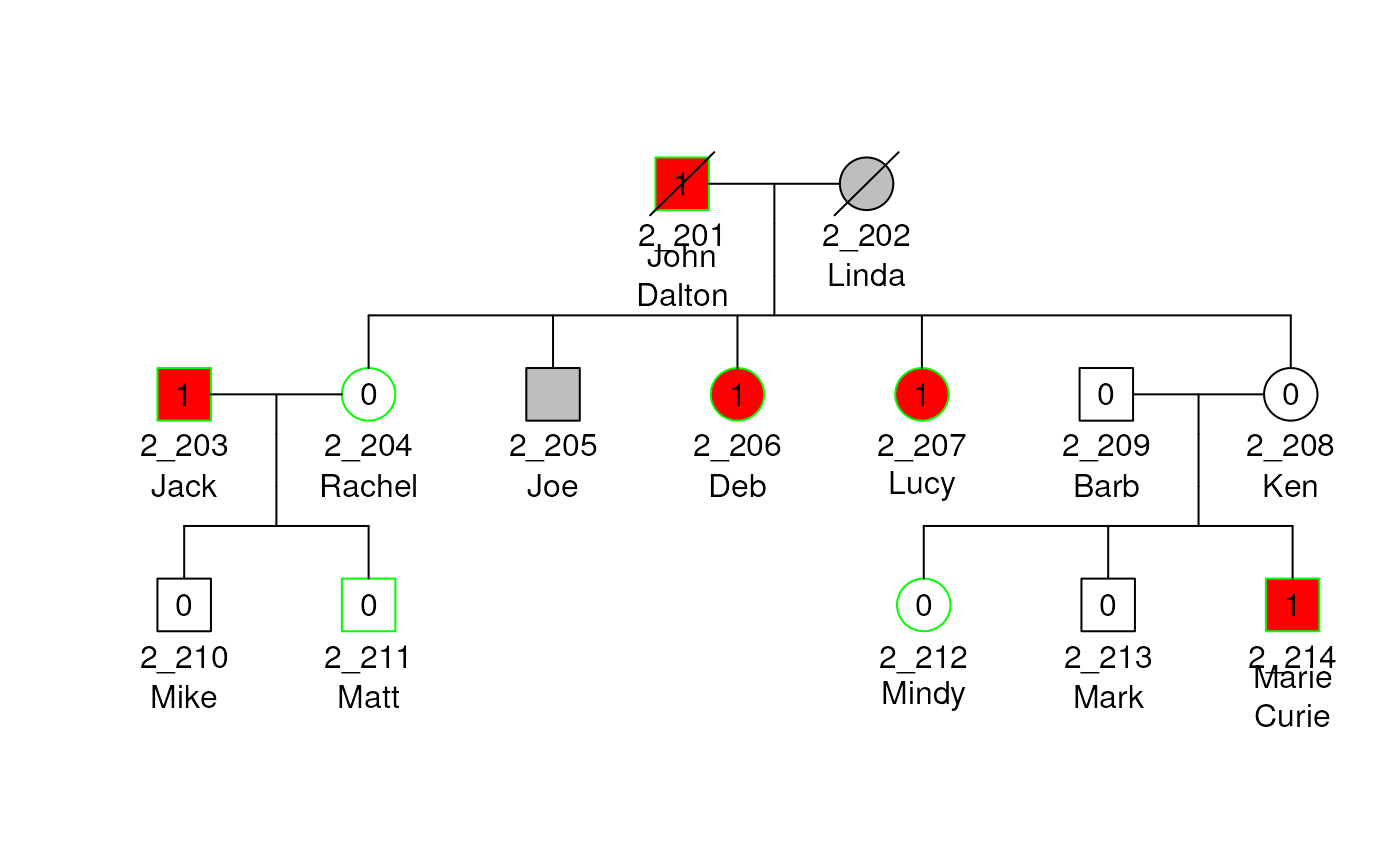 1
2_201
John
Dalton
2_202
Linda
1
2_203
Jack
0
2_204
Rachel
2_205
Joe
1
2_206
Deb
1
2_207
Lucy
0
2_209
Barb
0
2_208
Ken
0
2_210
Mike
0
2_211
Matt
0
2_212
Mindy
0
2_213
Mark
1
2_214
Marie
Curie